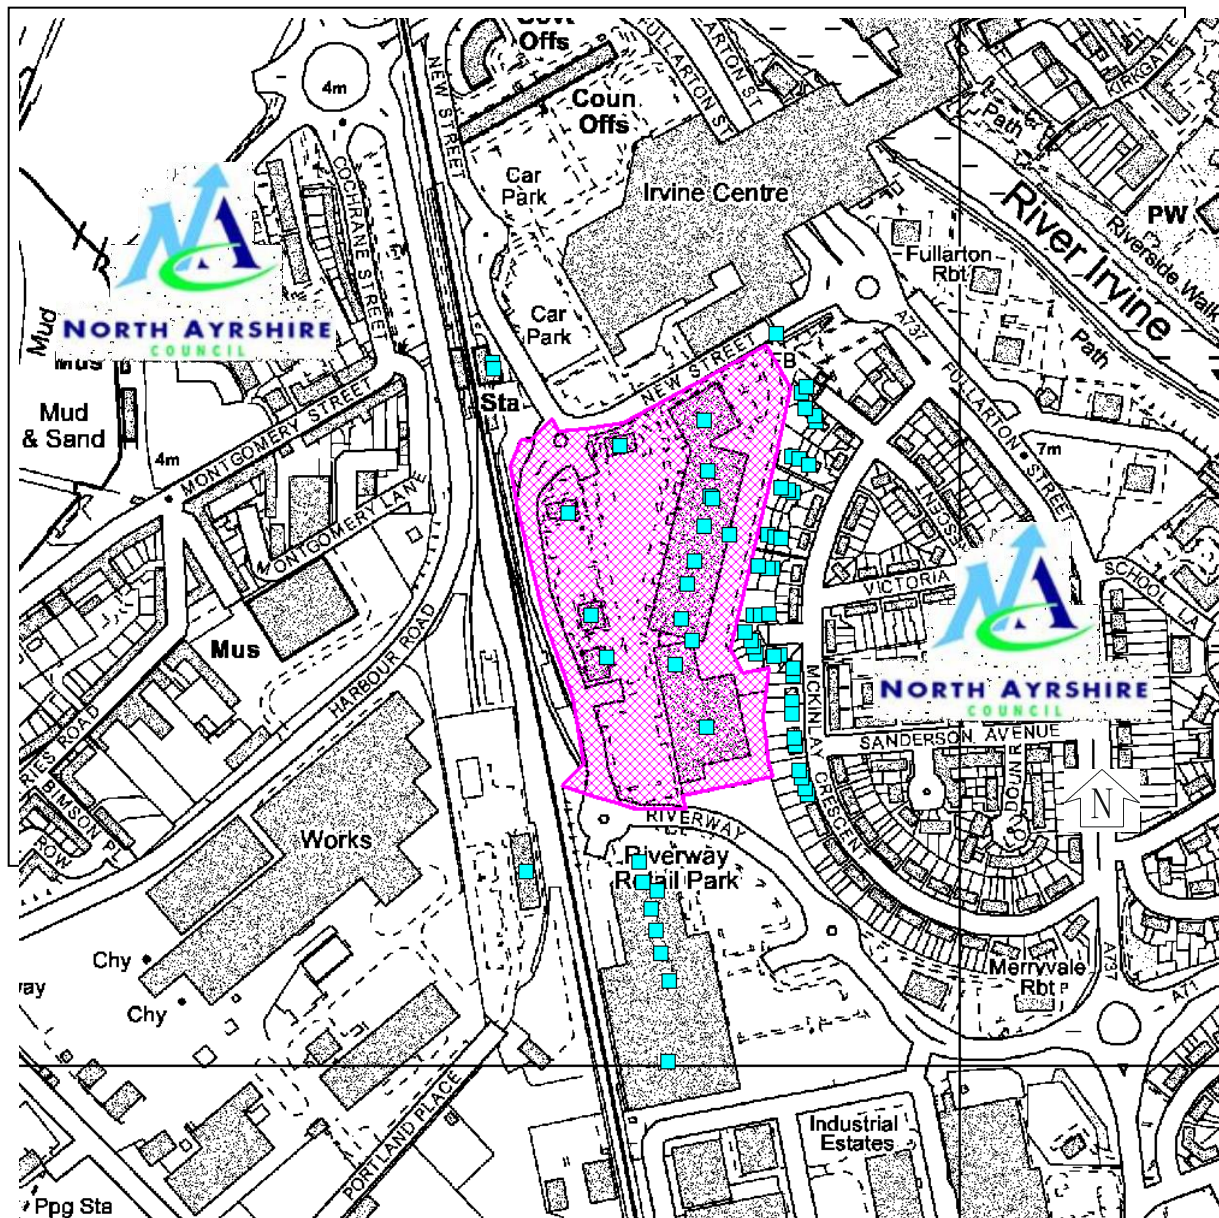 Offs
NEW STREET
FULLARTON ST
ARTON ST
KIRKGATE
4m
Coun
Offs
Path
COCHRANE STREET
Car
Park
Irvine Centre
River Irvine
PW
Riverside Walk
Fullarton
Rbt
Mud
NORTH AYRSHIRE
COUNCIL
Mus
Car
Park
A737
Path
NEW STREET
FB
FULLARTON STREET
Sta
Mud
& Sand
MONTGOMERY STREET
4m
7m
MONTGOMERY LANE
VICTORIA
SCHOOL LA
Mus
HARBOUR ROAD
NORTH AYRSHIRE
COUNCIL
MCKINLAY CRESCENT
SANDERSON AVENUE
N
BIMSON PL
ROW
RIVERWAY
Works
Riverway
Retail Park
Chy
Chy
Merryvale
Rbt
A737
A71
PORTLAND PLACE
Industrial
Estates
Ppg Sta